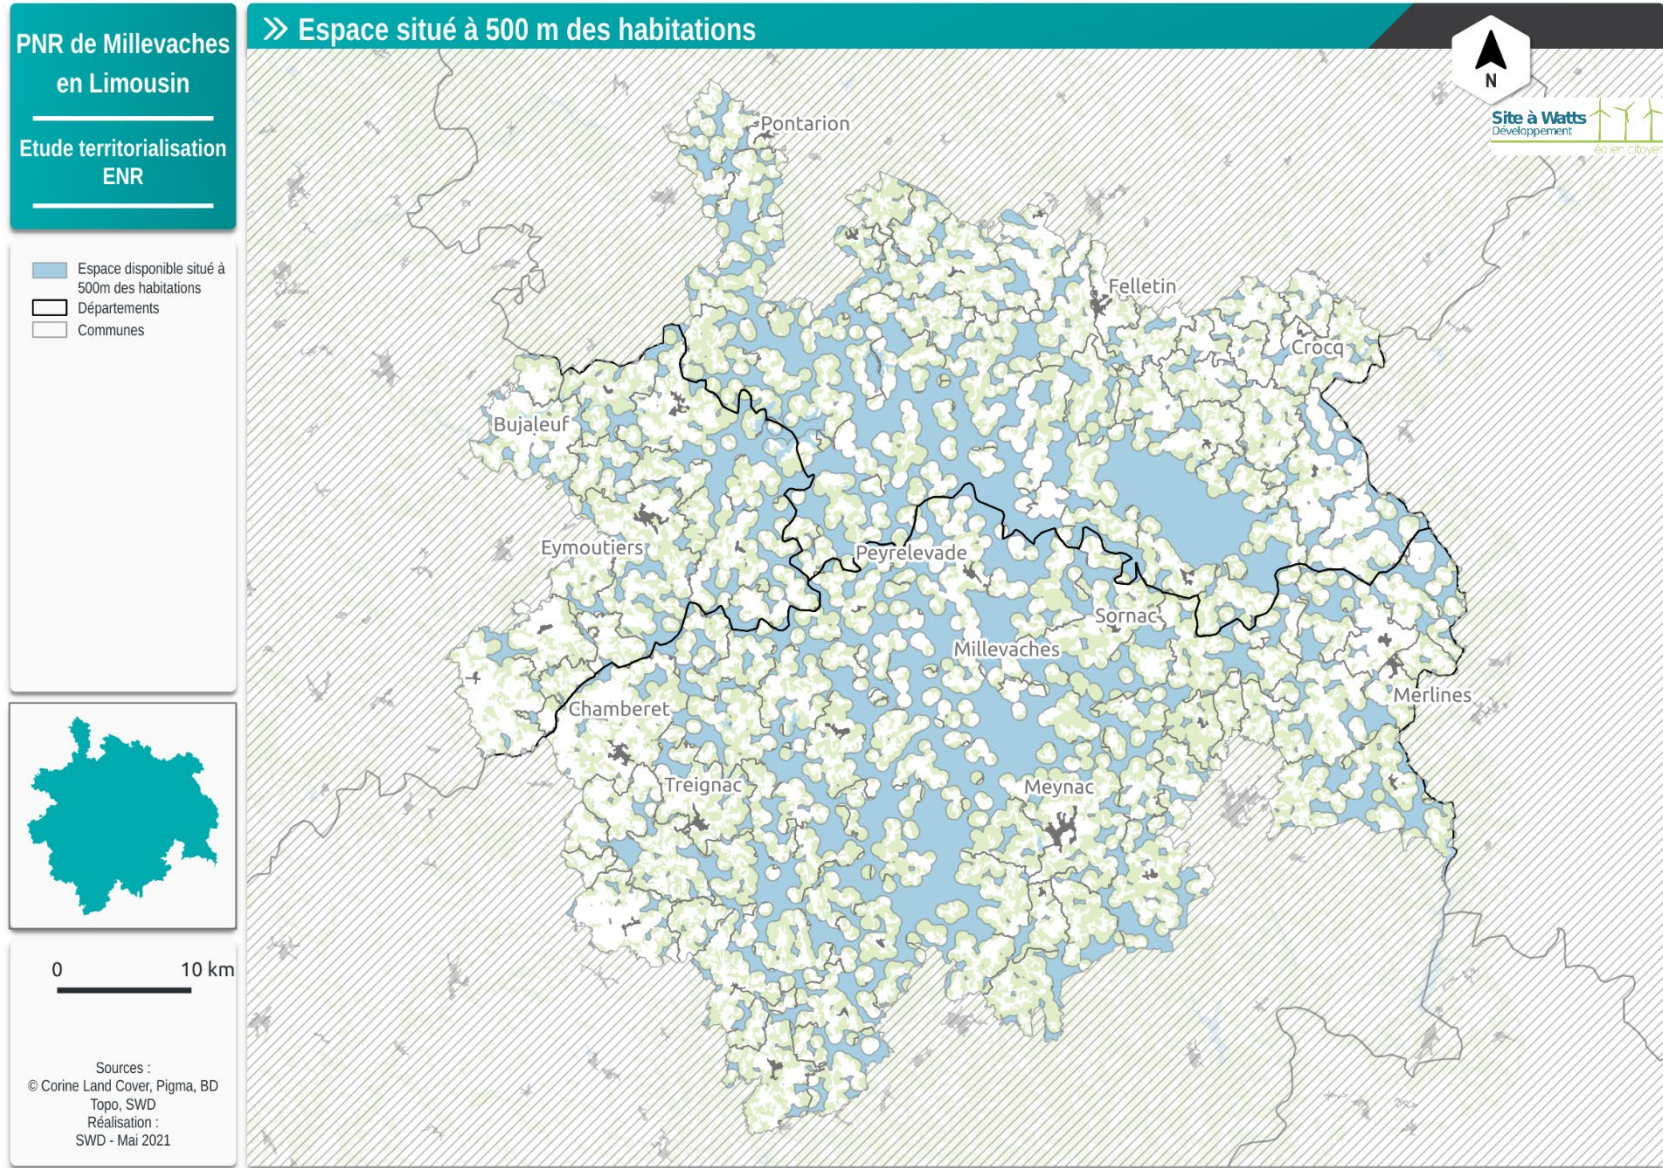 PNR de Millevaches
en Limousin
Etude territorialisation
ENR
>> Espace situé à 500 m des habitations
N
Site à Watts
Développement
éolien citoyen
Espace disponible situé à
500m des habitations
Départements
Communes
Pontarion
Felletin
Crocq
Bujaleuf
Eymoutiers
Peyrelevade
Sornac
Millevaches
Merlines
Chamberet
Treignac
Meynac
0 10 km
Sources :
© Corine Land Cover, Pigma, BD
Topo, SWD
Réalisation :
SWD - Mai 2021